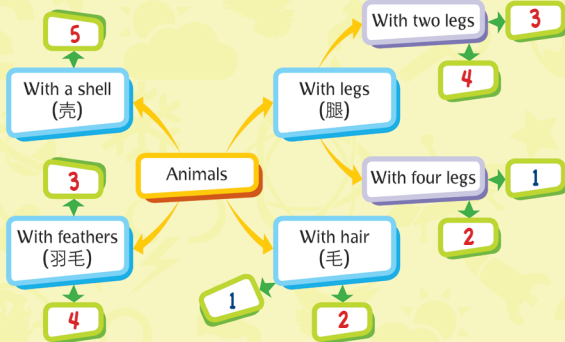 With two legs
3
5
4
With a shell
(壳)
With legs
(腿)
Animals
3
With four legs
1
With feathers
(羽毛)
With hair
(毛)
2
1
4
2